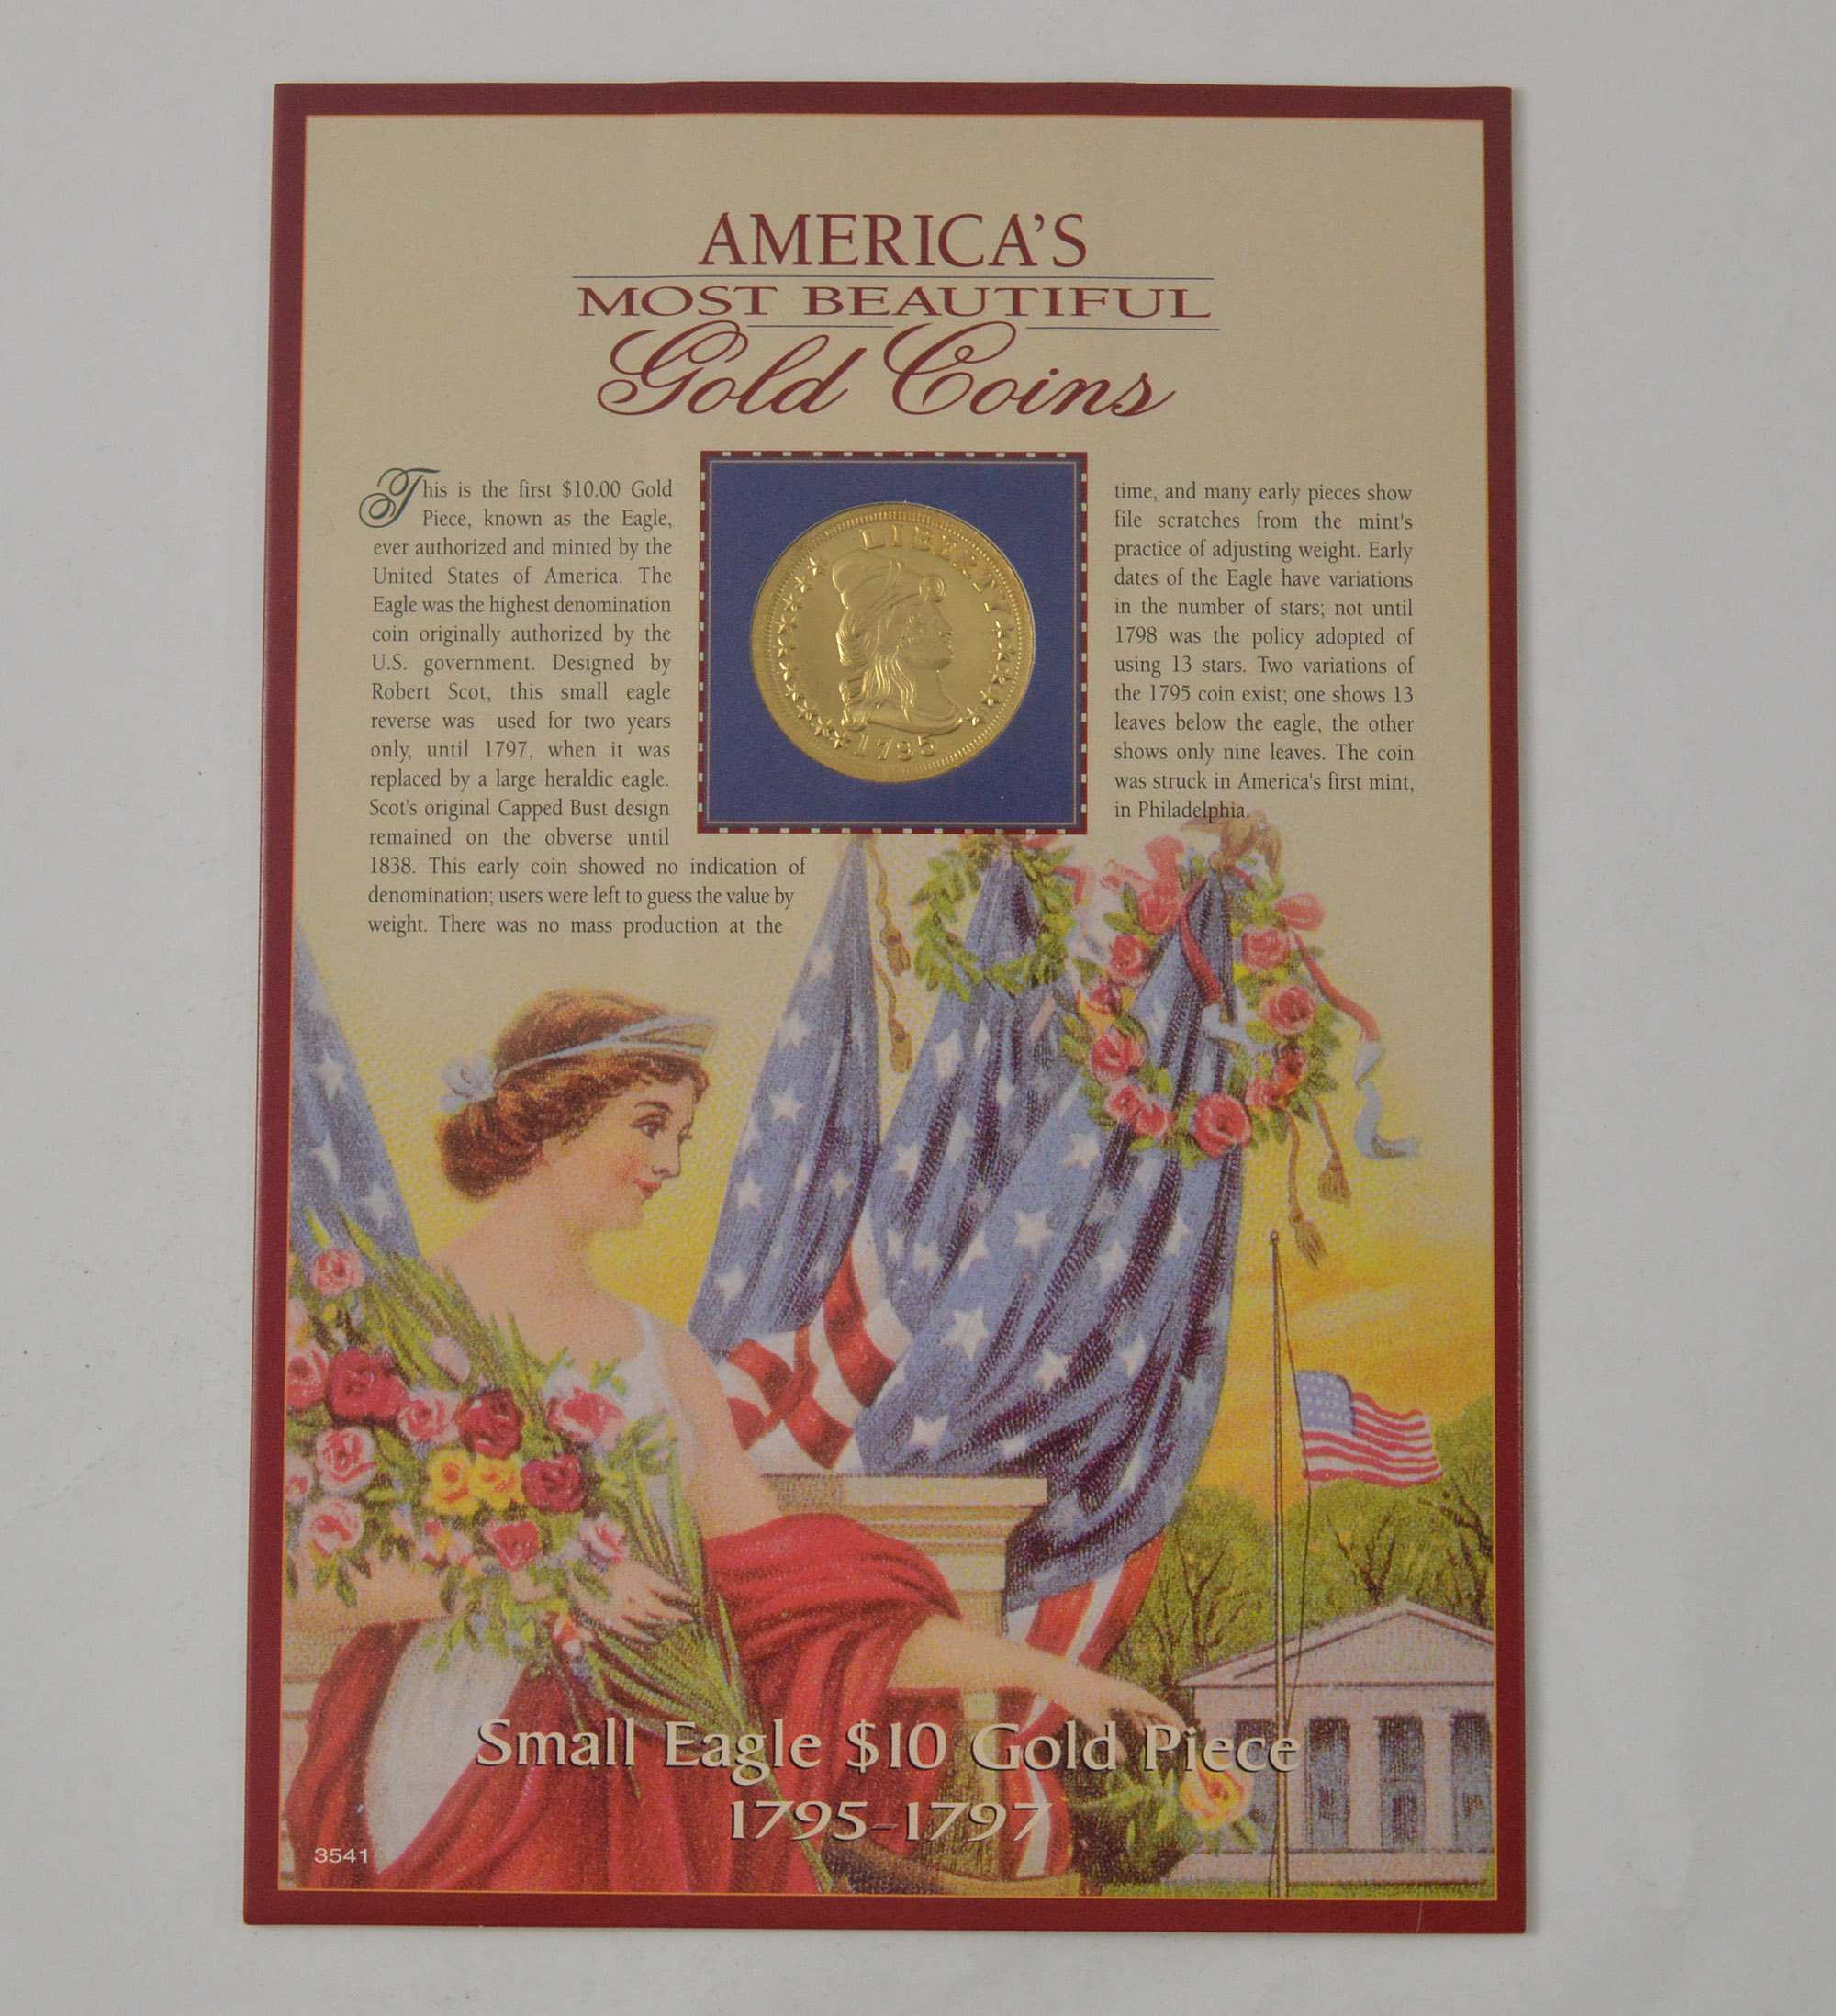 AMERICA'S
MOST BEAUTIFUL
Gold Coins
This is the first $10.00 Gold
Piece, known as the Eagle,
ever authorized and minted by the
United States of America. The
Eagle was the highest denomination
coin originally authorized by the
U.S. government. Designed by
Robert Scot, this small eagle
reverse was used for two years
only, until 1797, when it was
replaced by a large heraldic eagle.
Scot's original Capped Bust design
remained on the obverse until
1838. This early coin showed no indication of
denomination; users were left to guess the value by
weight. There was no mass production at the
LIBERTY
1795
time, and many early pieces show
file scratches from the mint's
practice of adjusting weight. Early
dates of the Eagle have variations
in the number of stars; not until
1798 was the policy adopted of
using 13 stars. Two variations of
the 1795 coin exist; one shows 13
leaves below the eagle, the other
shows only nine leaves. The coin
was struck in America's first mint,
in Philadelphia.
Small Eagle $10 Gold Piece
1795-1797
3541